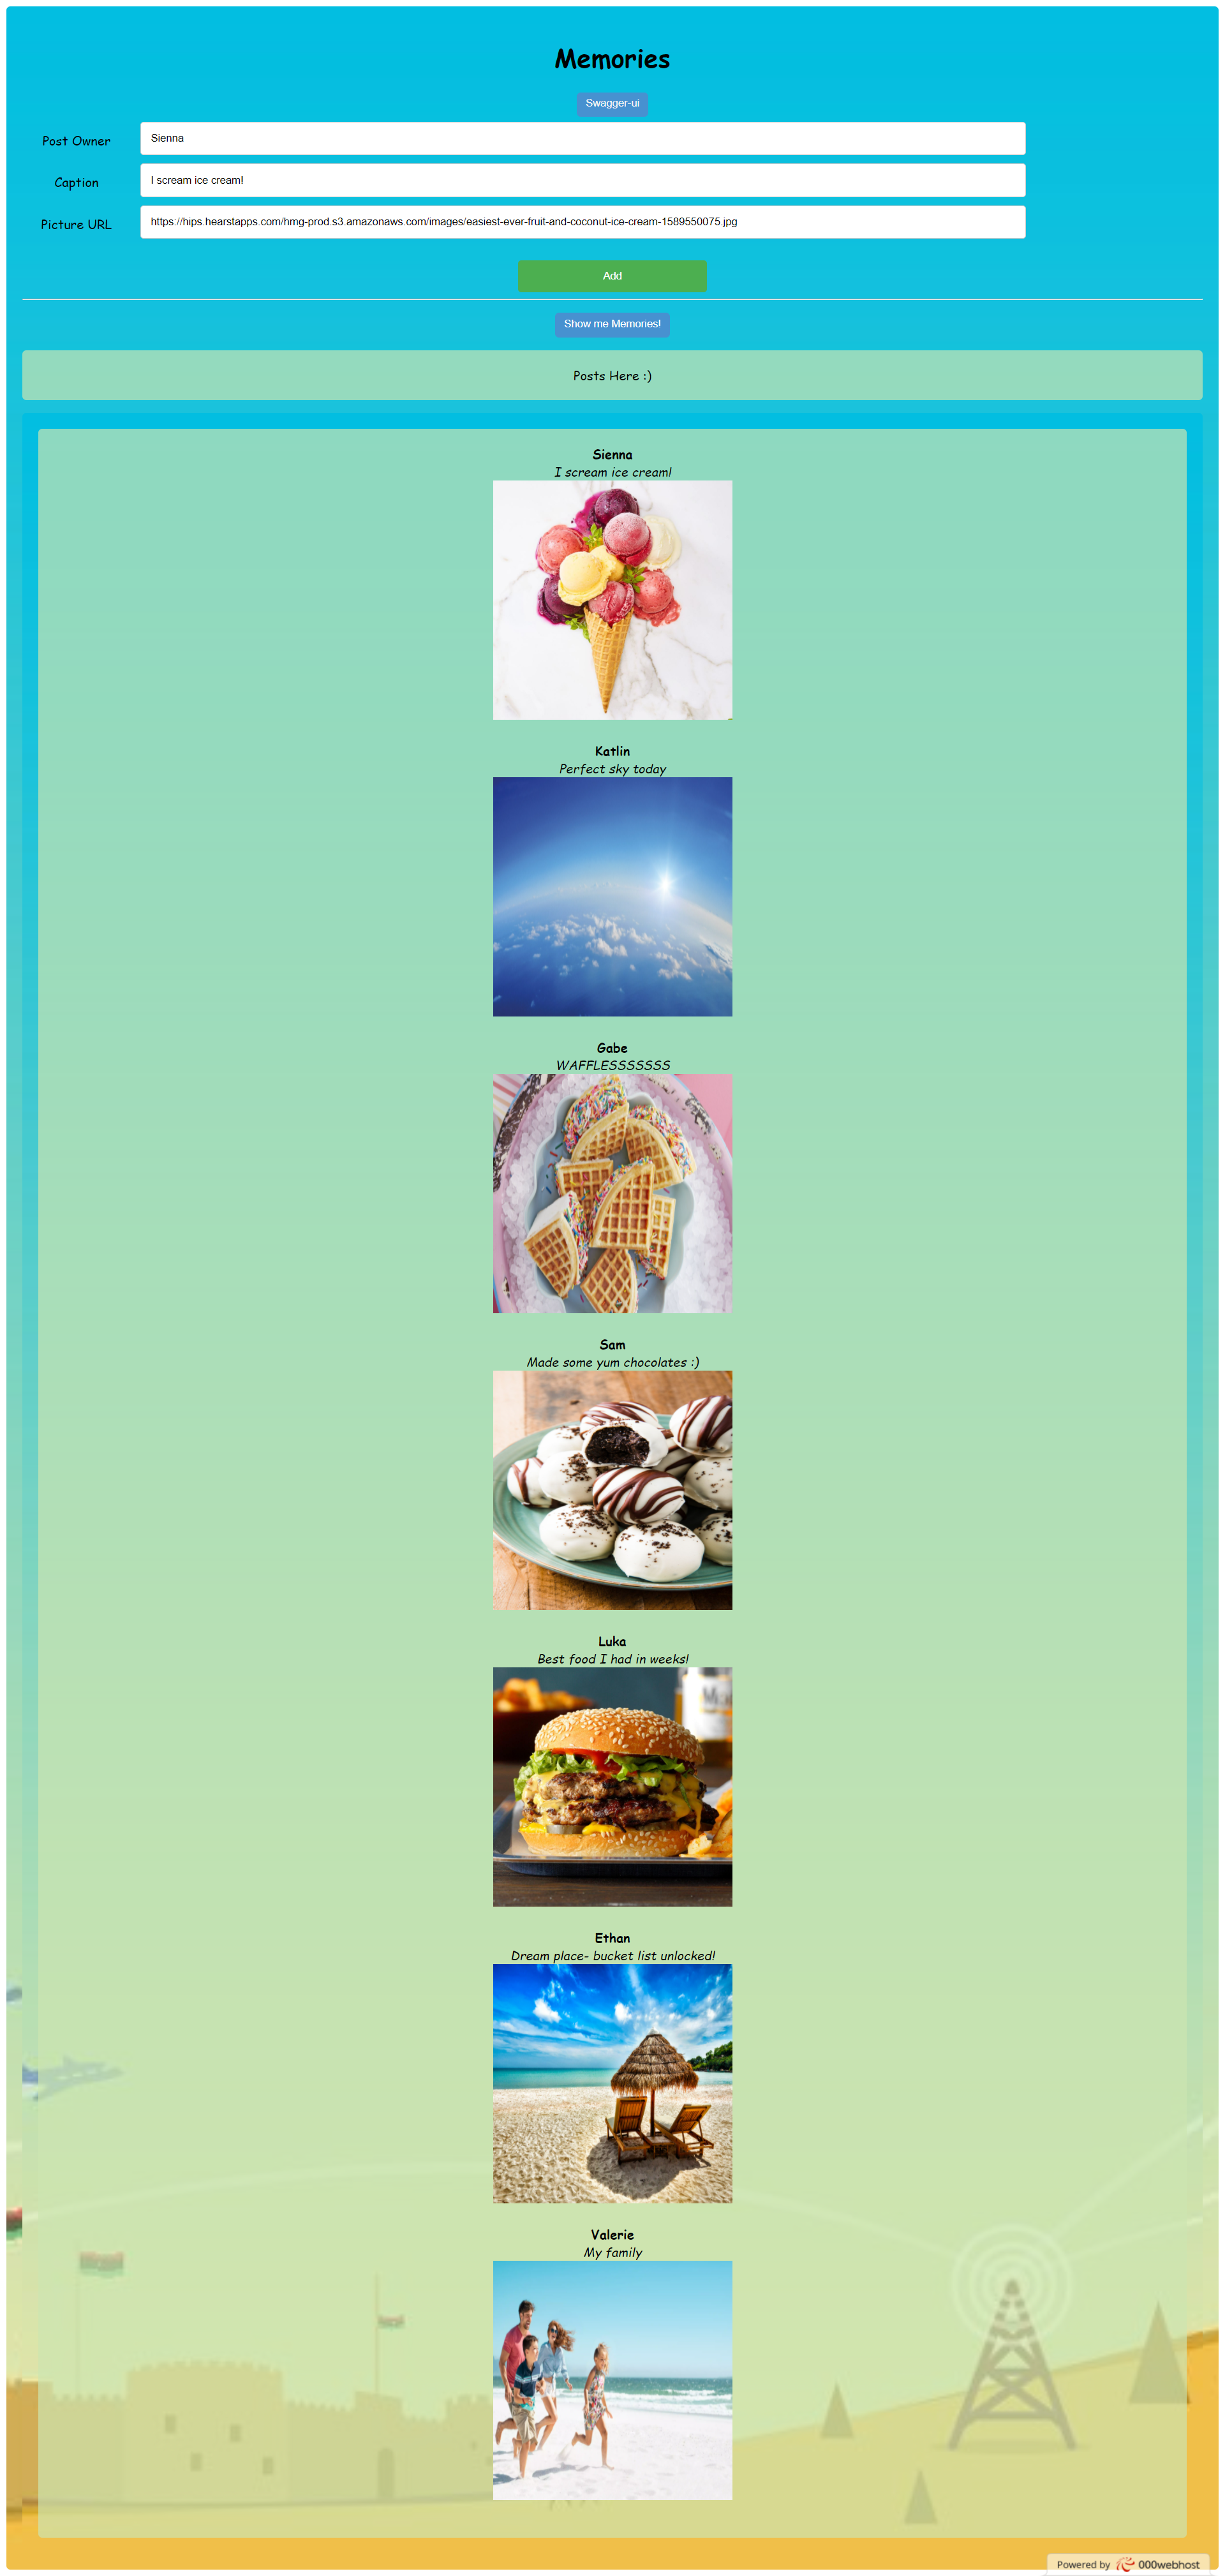 Memories
Swagger-ui
Post Owner
Sienna
Caption
I scream ice cream!
Picture URL
https://hips.hearstapps.com/hmg-prod.s3.amazonaws.com/images/easiest-ever-fruit-and-coconut-ice-cream-1589550075.jpg
Add
Show me Memories!
Posts Here :)
Sienna
I scream ice cream!
Katlin
Perfect sky today
Gabe
WAFFLESSSSSSS
Sam
Made some yum chocolates :)
Luka
Best food I had in weeks!
Ethan
Dream place- bucket list unlocked!
Valerie
My family
Powered by 000webhost